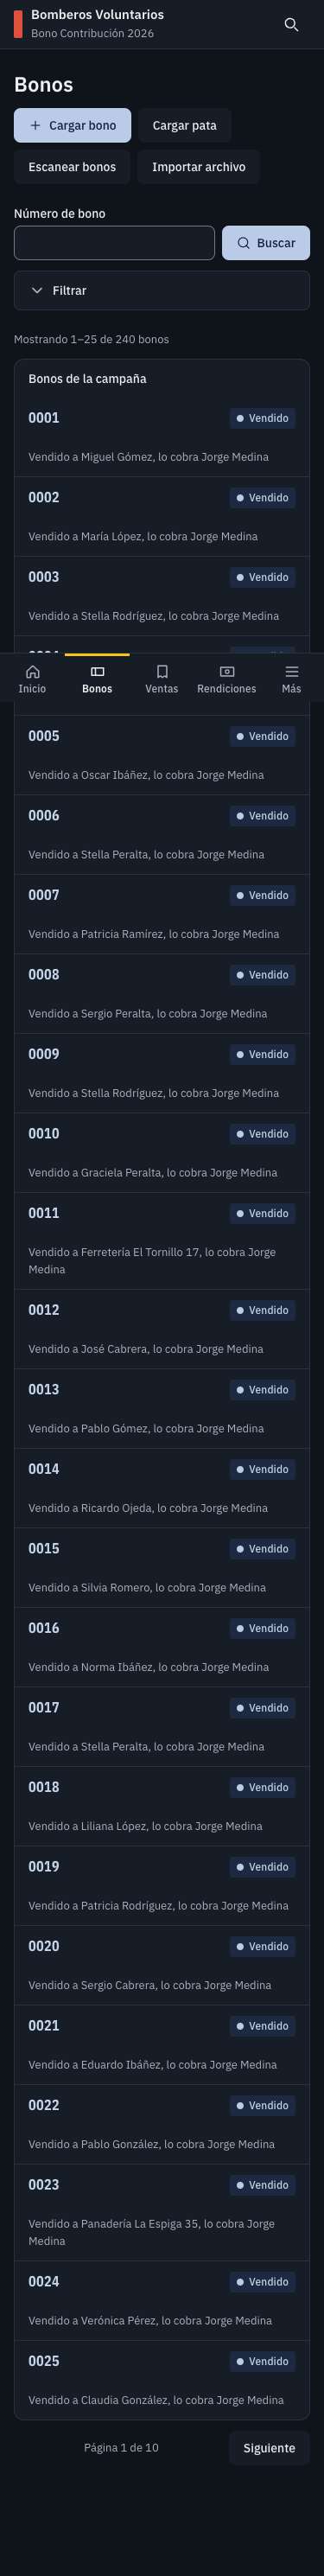 Bomberos Voluntarios
Bono Contribución 2026
Bonos
Cargar bono
Cargar pata
Escanear bonos
Importar archivo
Número de bono
Buscar
Filtrar
Mostrando 1–25 de 240 bonos
Bonos de la campaña
0001
Vendido
Vendido a Miguel Gómez, lo cobra Jorge Medina
0002
Vendido
Vendido a María López, lo cobra Jorge Medina
0003
Vendido
Vendido a Stella Rodríguez, lo cobra Jorge Medina
Inicio
Bonos
Ventas
Rendiciones
Más
0005
Vendido
Vendido a Oscar Ibáñez, lo cobra Jorge Medina
0006
Vendido
Vendido a Stella Peralta, lo cobra Jorge Medina
0007
Vendido
Vendido a Patricia Ramírez, lo cobra Jorge Medina
0008
Vendido
Vendido a Sergio Peralta, lo cobra Jorge Medina
0009
Vendido
Vendido a Stella Rodríguez, lo cobra Jorge Medina
0010
Vendido
Vendido a Graciela Peralta, lo cobra Jorge Medina
0011
Vendido
Vendido a Ferretería El Tornillo 17, lo cobra Jorge
Medina
0012
Vendido
Vendido a José Cabrera, lo cobra Jorge Medina
0013
Vendido
Vendido a Pablo Gómez, lo cobra Jorge Medina
0014
Vendido
Vendido a Ricardo Ojeda, lo cobra Jorge Medina
0015
Vendido
Vendido a Silvia Romero, lo cobra Jorge Medina
0016
Vendido
Vendido a Norma Ibáñez, lo cobra Jorge Medina
0017
Vendido
Vendido a Stella Peralta, lo cobra Jorge Medina
0018
Vendido
Vendido a Liliana López, lo cobra Jorge Medina
0019
Vendido
Vendido a Patricia Rodríguez, lo cobra Jorge Medina
0020
Vendido
Vendido a Sergio Cabrera, lo cobra Jorge Medina
0021
Vendido
Vendido a Eduardo Ibáñez, lo cobra Jorge Medina
0022
Vendido
Vendido a Pablo González, lo cobra Jorge Medina
0023
Vendido
Vendido a Panadería La Espiga 35, lo cobra Jorge
Medina
0024
Vendido
Vendido a Verónica Pérez, lo cobra Jorge Medina
0025
Vendido
Vendido a Claudia González, lo cobra Jorge Medina
Página 1 de 10
Siguiente